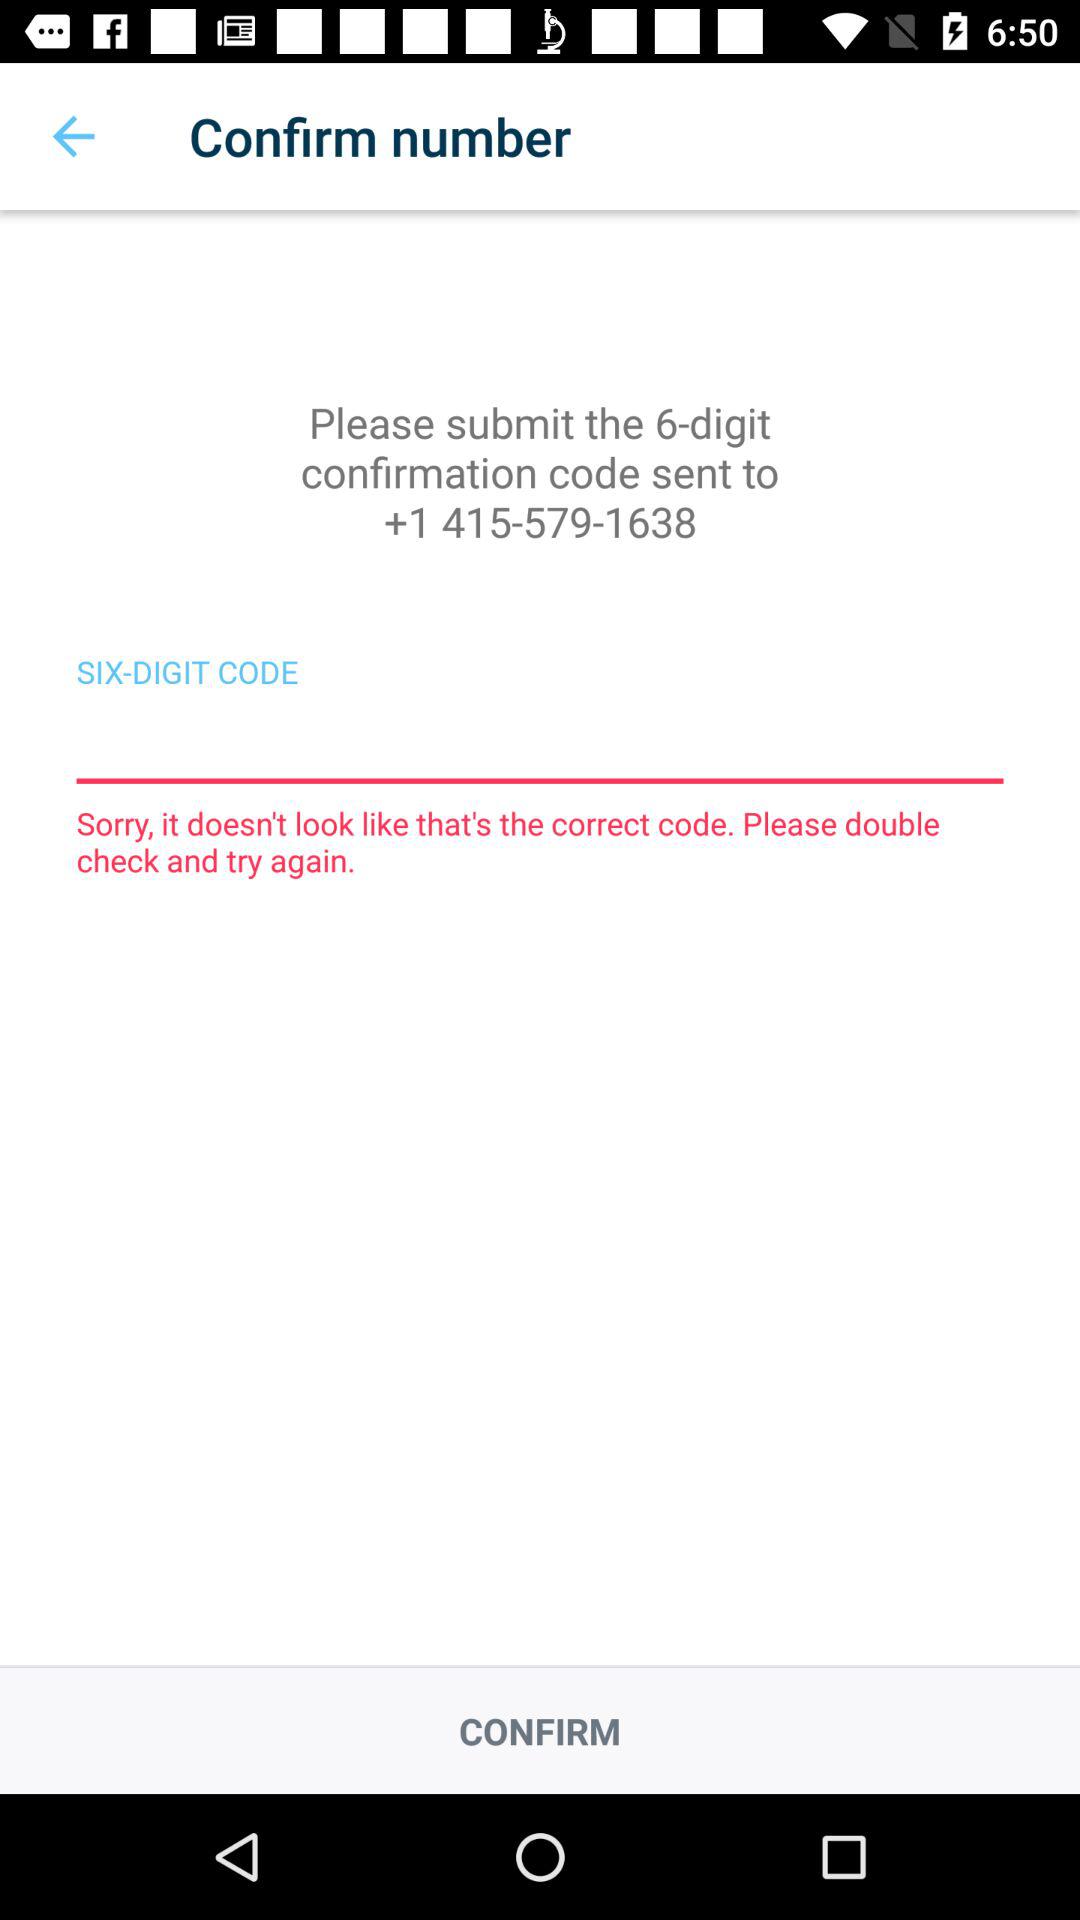 6:50
Confirm number
Please submit the 6-digit
confirmation code sent to
+1 415-579-1638
SIX-DIGIT CODE
Sorry, it doesn't look like that's the correct code. Please double
check and try again.
CONFIRM